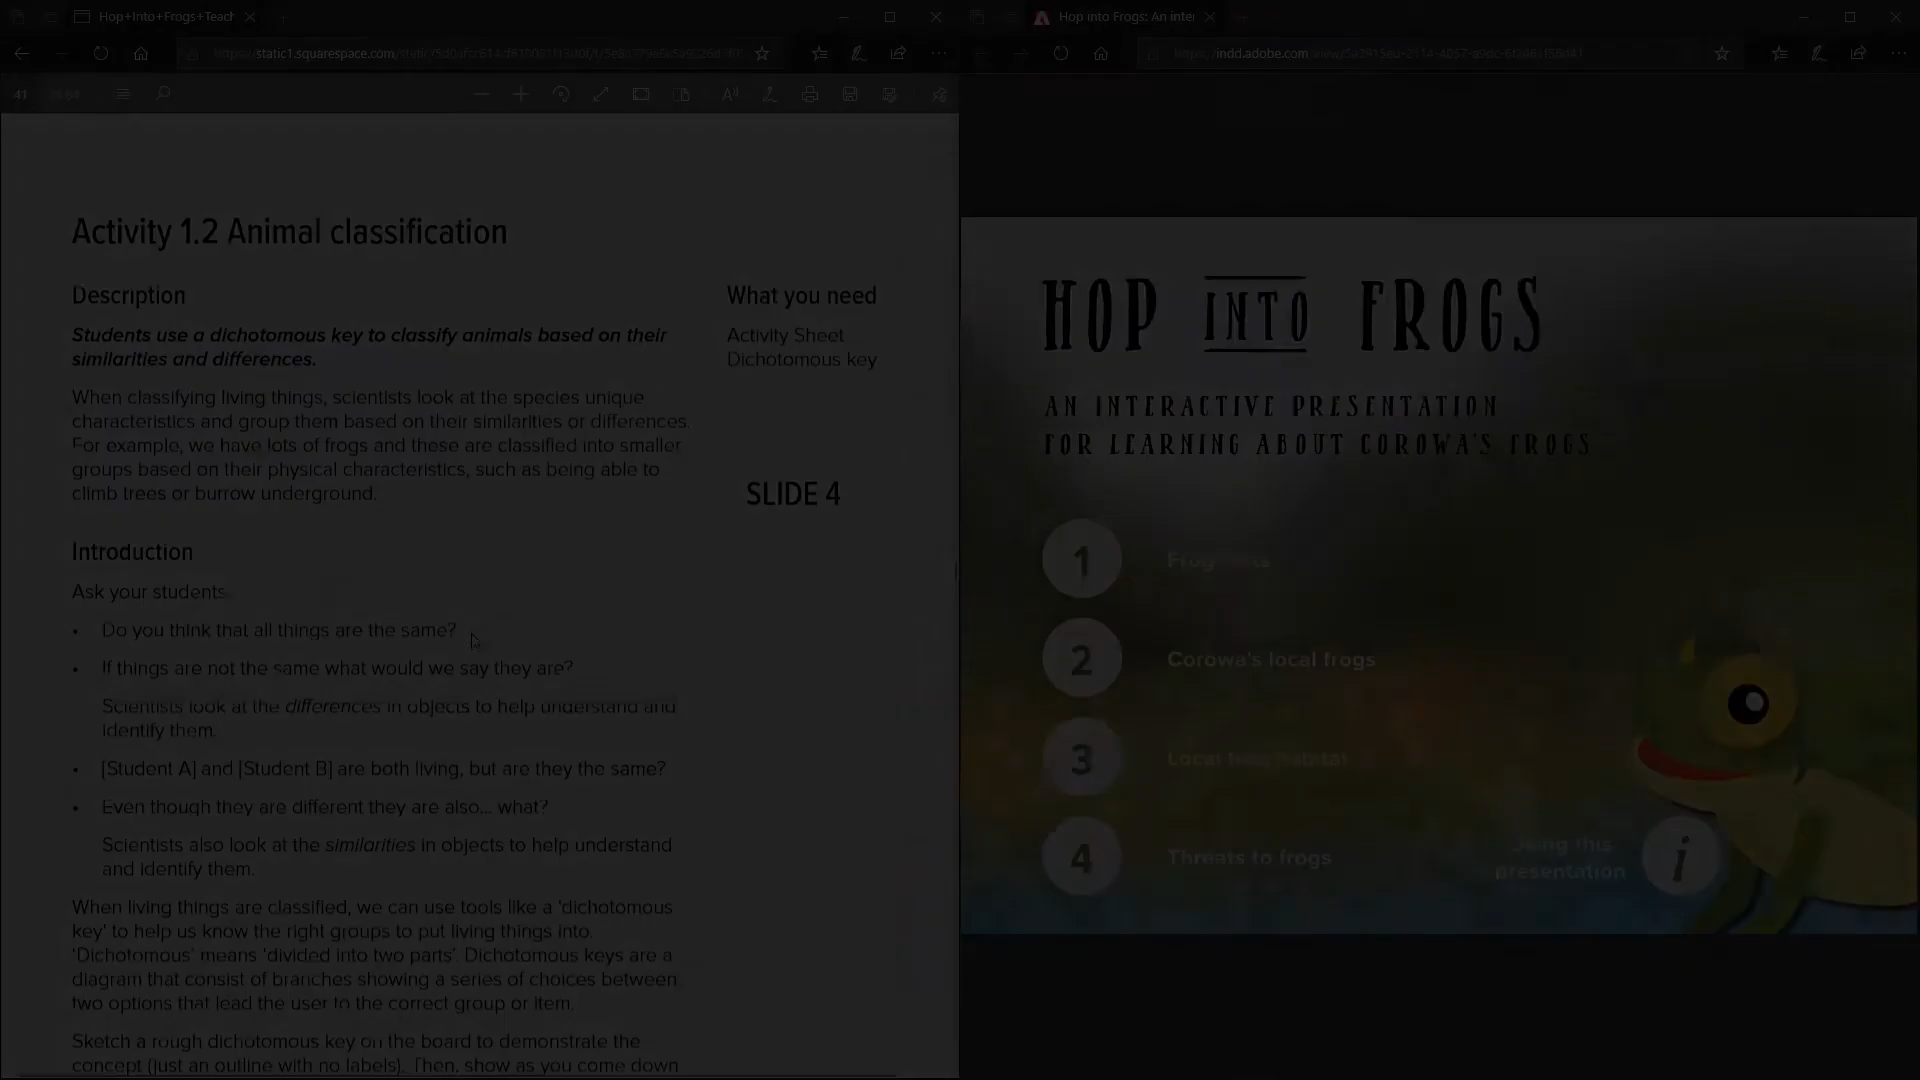 Hop+Into+Frogs+Teach
Hop into Frogs: An inter
static1.squarespace.com
indd.adobe.com
41
Activity 1.2 Animal classification
Description
Students use a dichotomous key to classify animals based on their
similarities and differences.
When classifying living things, scientists look at the species unique
characteristics and group them based on their similarities or differences.
For example, we have lots of frogs and these are classified into smaller
groups based on their physical characteristics, such as being able to
climb trees or burrow underground.
What you need
Activity Sheet
Dichotomous key
SLIDE 4
Introduction
Ask your students
• Do you think that all things are the same?
• If things are not the same what would we say they are?
Scientists look at the differences in objects to help understand and
identify them.
• [Student A] and [Student B] are both living, but are they the same?
• Even though they are different they are also... what?
Scientists also look at the similarities in objects to help understand
and identify them.
When living things are classified, we can use tools like a 'dichotomous
key' to help us know the right groups to put living things into.
'Dichotomous' means 'divided into two parts'. Dichotomous keys are a
diagram that consist of branches showing a series of choices between
two options that lead the user to the correct group or item.
Sketch a rough dichotomous key on the board to demonstrate the
concept (just an outline with no labels). Then, show as you come down
HOP INTO FROGS
AN INTERACTIVE PRESENTATION
FOR LEARNING ABOUT COROWA'S FROGS
1 Frog
2 Corowa's local frogs
3 Local frog habitat
4 Threats to frogs
Using this
presentation
i